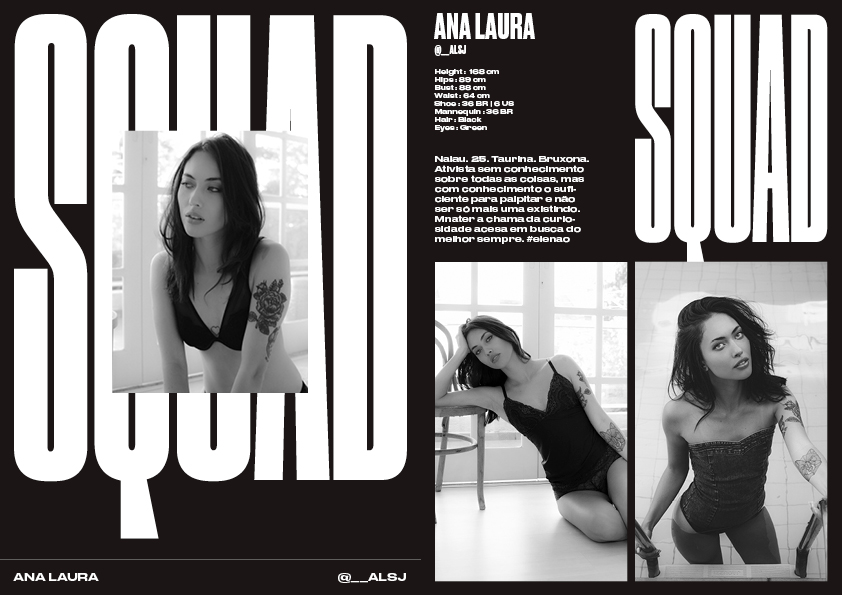 SQUAD
ANA LAURA
@__ALSJ
ANA LAURA
@__ALSJ
Height : 168 cm
Hips : 89 cm
Bust : 88 cm
Waist : 64 cm
Shoe : 36 BR | 6 US
Mannequin : 36 BR
Hair : Black
Eyes : Green
Nalau. 25. Taurina. Bruxona.
Ativista sem conhecimento
sobre todas as coisas, mas
com conhecimento o sufi-
ciente para palpitar e não
ser só mais uma existindo.
Mnater a chama da curio-
sidade acesa em busca do
melhor sempre. #elenao
SQUAD